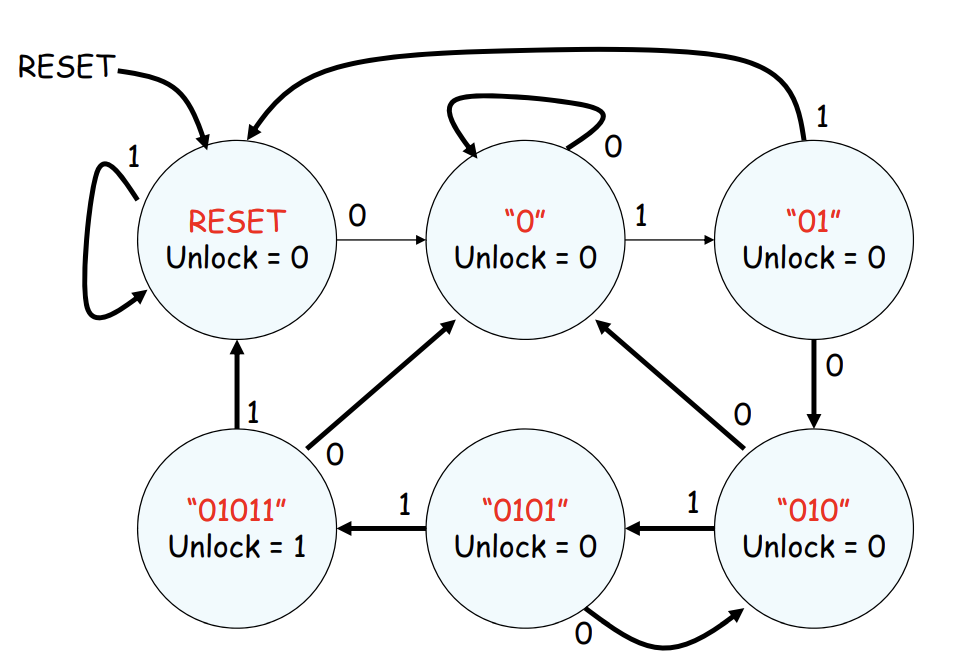 RESET
1
0
1
RESET
Unlock = 0
0
“0”
Unlock = 0
1
“01”
Unlock = 0
0
1
0
0
“01011”
Unlock = 1
1
“0101”
Unlock = 0
1
“010”
Unlock = 0
0